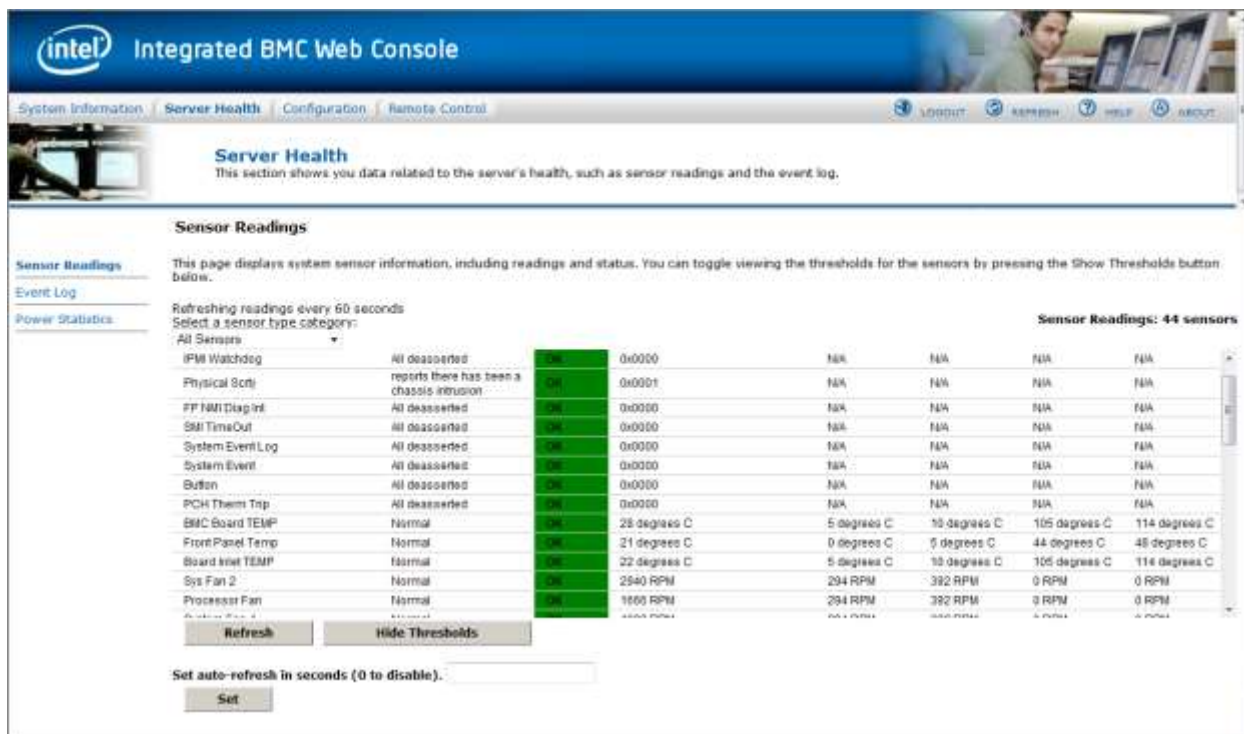 intel Integrated BMC Web Console
System Information Server Health Configuration Remote Control LOGOUT REFRESH HELP ABOUT
Server Health
This section shows you data related to the server's health, such as sensor readings and the event log.
Sensor Readings
Sensor Readings
Event Log
Power Statistics
This page displays system sensor information, including readings and status. You can toggle viewing the thresholds for the sensors by pressing the Show Thresholds button
below.
Refreshing readings every 60 seconds
Select a sensor type category:
Sensor Readings: 44 sensors
All Sensors
IPMI Watchdog All deasserted OK 0x0000 N/A N/A N/A N/A
Physical Scrty reports there has been a chassis intrusion OK 0x0001 N/A N/A N/A N/A
FP NMI Diag Int All deasserted OK 0x0000 N/A N/A N/A N/A
SMI TimeOut All deasserted OK 0x0000 N/A N/A N/A N/A
System Event Log All deasserted OK 0x0000 N/A N/A N/A N/A
System Event All deasserted OK 0x0000 N/A N/A N/A N/A
Button All deasserted OK 0x0000 N/A N/A N/A N/A
PCH Therm Trip All deasserted OK 0x0000 N/A N/A N/A N/A
BMC Board TEMP Normal OK 28 degrees C 5 degrees C 10 degrees C 105 degrees C 114 degrees C
Front Panel Temp Normal OK 21 degrees C 0 degrees C 5 degrees C 44 degrees C 48 degrees C
Board Inlet TEMP Normal OK 22 degrees C 5 degrees C 10 degrees C 105 degrees C 114 degrees C
Sys Fan 2 Normal OK 2940 RPM 294 RPM 392 RPM 0 RPM 0 RPM
Processor Fan Normal OK 1666 RPM 294 RPM 392 RPM 0 RPM 0 RPM
Refresh Hide Thresholds
Set auto-refresh in seconds (0 to disable).
Set